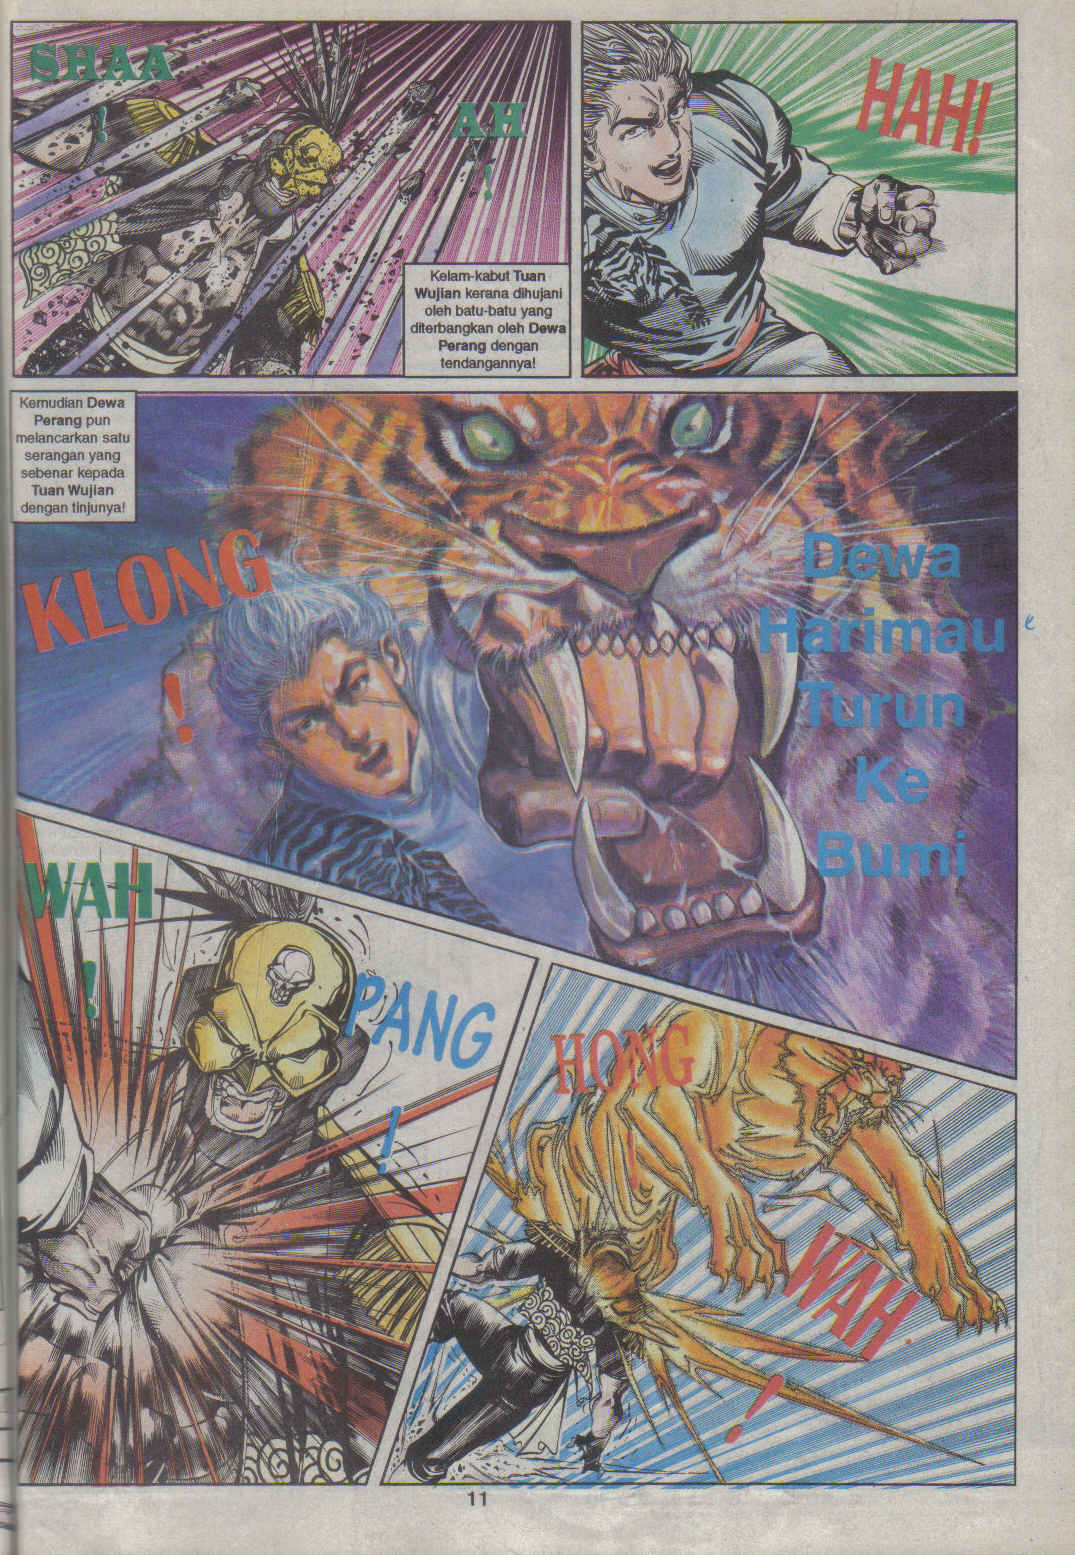 SHAA
!
AH
!
Kelam-kabut Tuan
Wujian kerana dihujani
oleh batu-batu yang
diterbangkan oleh Dewa
Perang dengan
tendangannya!
HAH!
Kemudian Dewa
Perang pun
melancarkan satu
serangan yang
sebenar kepada
Tuan Wujian
dengan tinjunya!
KLONG
!
Dewa
Harimau
Turun
Ke
Bumi
WAH
!
PANG
!
HONG
!
WAH.
!
11